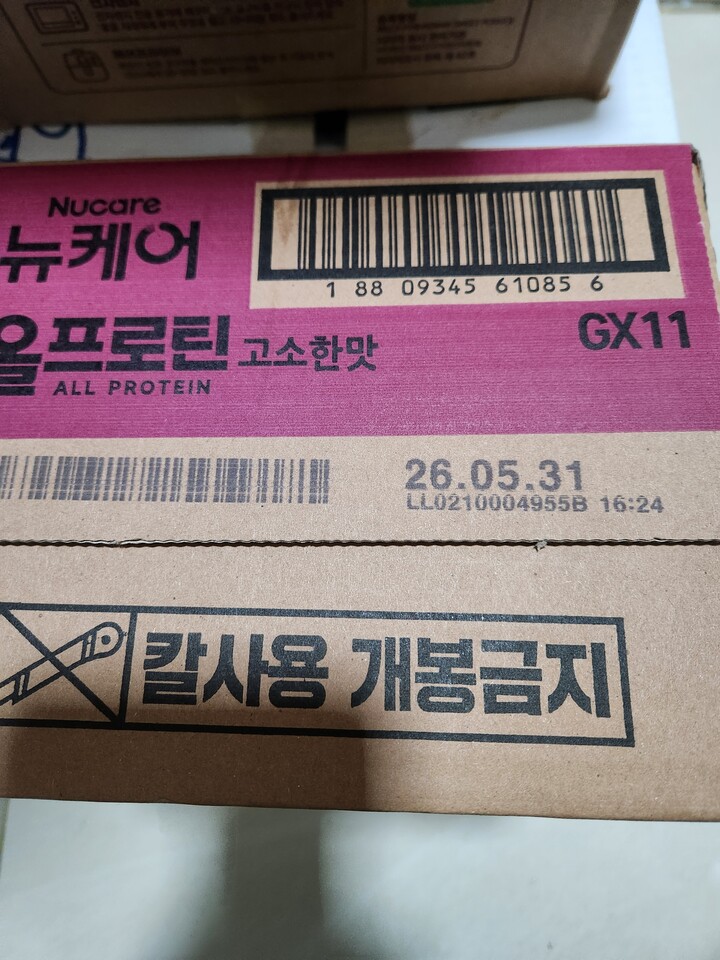 Nucare
뉴케어
1 88 09345 61085 6
올프로틴 고소한맛
GX11
ALL PROTEIN
26.05.31
LL0210004955B 16:24
칼사용 개봉금지